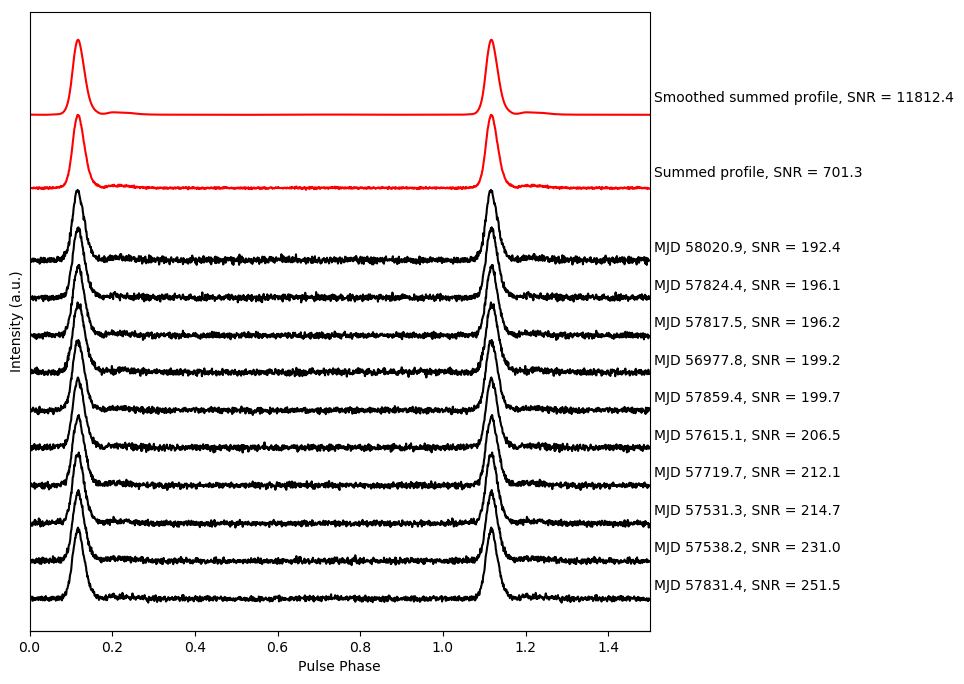 Smoothed summed profile, SNR = 11812.4
Summed profile, SNR = 701.3
MJD 58020.9, SNR = 192.4
MJD 57824.4, SNR = 196.1
MJD 57817.5, SNR = 196.2
MJD 56977.8, SNR = 199.2
MJD 57859.4, SNR = 199.7
MJD 57615.1, SNR = 206.5
MJD 57719.7, SNR = 212.1
MJD 57531.3, SNR = 214.7
MJD 57538.2, SNR = 231.0
MJD 57831.4, SNR = 251.5
Intensity (a.u.)
0.0 0.2 0.4 0.6 0.8 1.0 1.2 1.4
Pulse Phase